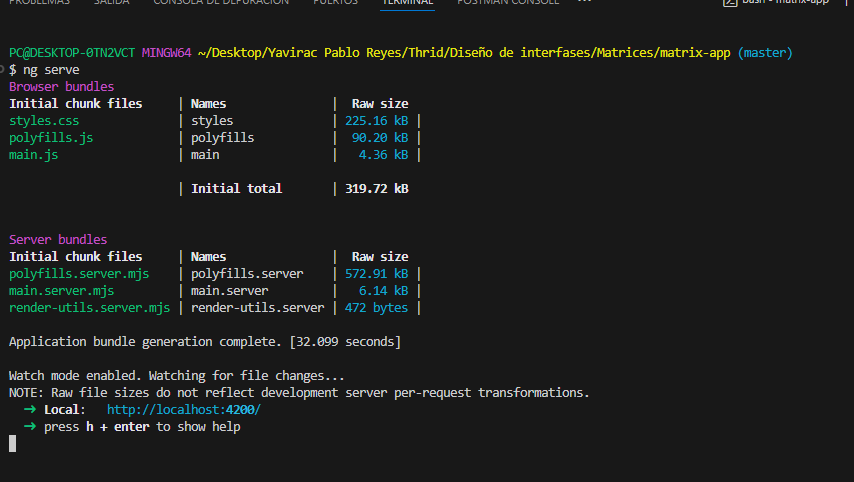 PROBLEMAS SALIDA CONSOLA DE DEPURACIÓN PUERTOS TERMINAL POSTMAN CONSOLE ... bash - matrix-app
PC@DESKTOP-0TN2VCT MINGW64 ~/Desktop/Yavirac Pablo Reyes/Thrid/Diseño de interfases/Matrices/matrix-app (master)
$ ng serve
Browser bundles
Initial chunk files | Names | Raw size
styles.css | styles | 225.16 kB |
polyfills.js | polyfills | 90.20 kB |
main.js | main | 4.36 kB |
| Initial total | 319.72 kB
Server bundles
Initial chunk files | Names | Raw size
polyfills.server.mjs | polyfills.server | 572.91 kB |
main.server.mjs | main.server | 6.14 kB |
render-utils.server.mjs | render-utils.server | 472 bytes |
Application bundle generation complete. [32.099 seconds]
Watch mode enabled. Watching for file changes...
NOTE: Raw file sizes do not reflect development server per-request transformations.
➜ Local: http://localhost:4200/
➜ press h + enter to show help